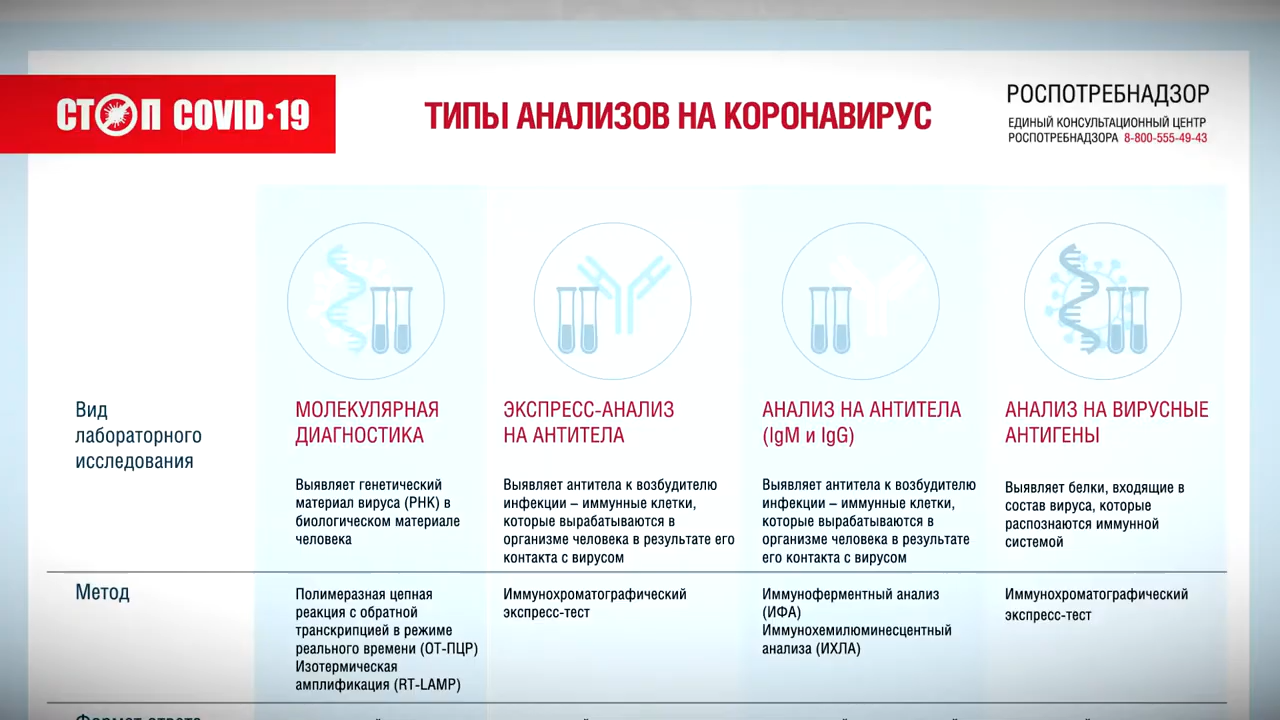 СТОП COVID·19
ТИПЫ АНАЛИЗОВ НА КОРОНАВИРУС
РОСПОТРЕБНАДЗОР
ЕДИНЫЙ КОНСУЛЬТАЦИОННЫЙ ЦЕНТР
РОСПОТРЕБНАДЗОРА 8-800-555-49-43
Вид
лабораторного
исследования
МОЛЕКУЛЯРНАЯ
ДИАГНОСТИКА
Выявляет генетический
материал вируса (РНК) в
биологическом материале
человека
ЭКСПРЕСС-АНАЛИЗ
НА АНТИТЕЛА
Выявляет антитела к возбудителю
инфекции – иммунные клетки,
которые вырабатываются в
организме человека в результате его
контакта с вирусом
АНАЛИЗ НА АНТИТЕЛА
(IgM и IgG)
Выявляет антитела к возбудителю
инфекции – иммунные клетки,
которые вырабатываются в
организме человека в результате
его контакта с вирусом
АНАЛИЗ НА ВИРУСНЫЕ
АНТИГЕНЫ
Выявляет белки, входящие в
состав вируса, которые
распознаются иммунной
системой
Метод
Полимеразная цепная
реакция с обратной
транскрипцией в режиме
реального времени (ОТ-ПЦР)
Изотермическая
амплификация (RT-LAMP)
Иммунохроматографический
экспресс-тест
Иммуноферментный анализ
(ИФА)
Иммунохемилюминесцентный
анализа (ИХЛА)
Иммунохроматографический
экспресс-тест